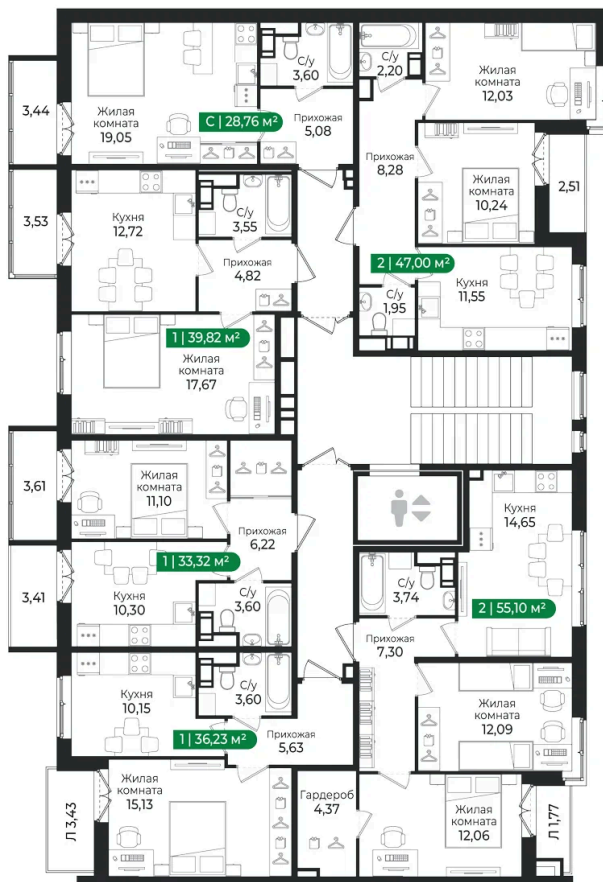 3,44
Жилая
комната
19,05
С | 28,76 м²
С/у
3,60
Прихожая
5,08
С/у
2,20
Жилая
комната
12,03
Прихожая
8,28
Жилая
комната
10,24
2,51
3,53
Кухня
12,72
С/у
3,55
Прихожая
4,82
2 | 47,00 м²
Кухня
11,55
С/у
1,95
1 | 39,82 м²
Жилая
комната
17,67
3,61
Жилая
комната
11,10
Прихожая
6,22
1 | 33,32 м²
3,41
Кухня
10,30
С/у
3,60
Кухня
14,65
С/у
3,74
2 | 55,10 м²
Прихожая
7,30
Кухня
10,15
С/у
3,60
1 | 36,23 м²
Прихожая
5,63
Жилая
комната
12,09
Л 3,43
Жилая
комната
15,13
Гардероб
4,37
Жилая
комната
12,06
Л 1,77